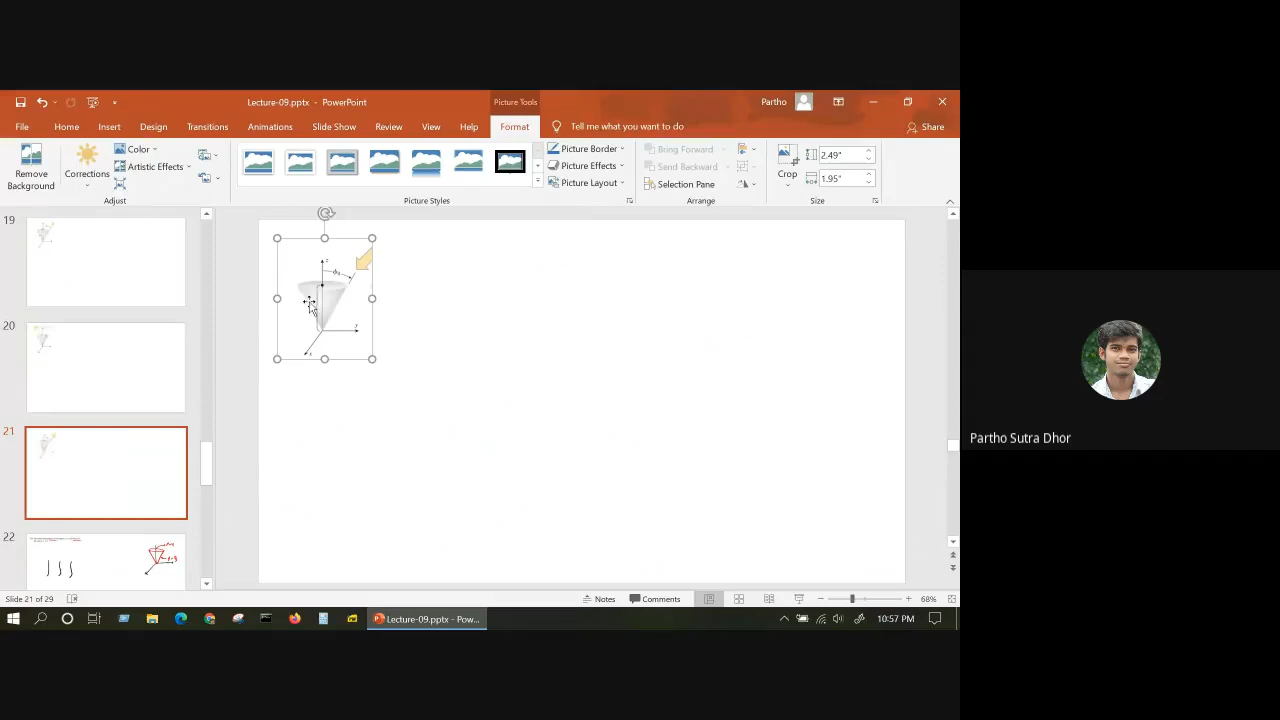 Lecture-09.pptx - PowerPoint
Picture Tools
Partho
File
Home
Insert
Design
Transitions
Animations
Slide Show
Review
View
Help
Format
Tell me what you want to do
Share
Remove Background
Corrections
Color
Artistic Effects
Adjust
Picture Styles
Picture Border
Picture Effects
Picture Layout
Bring Forward
Send Backward
Selection Pane
Arrange
Crop
2.49"
1.95"
Size
19
20
21
22
z
y
x
Partho Sutra Dhor
Slide 21 of 29
Notes
Comments
68%
Lecture-09.pptx - Pow...
10:57 PM